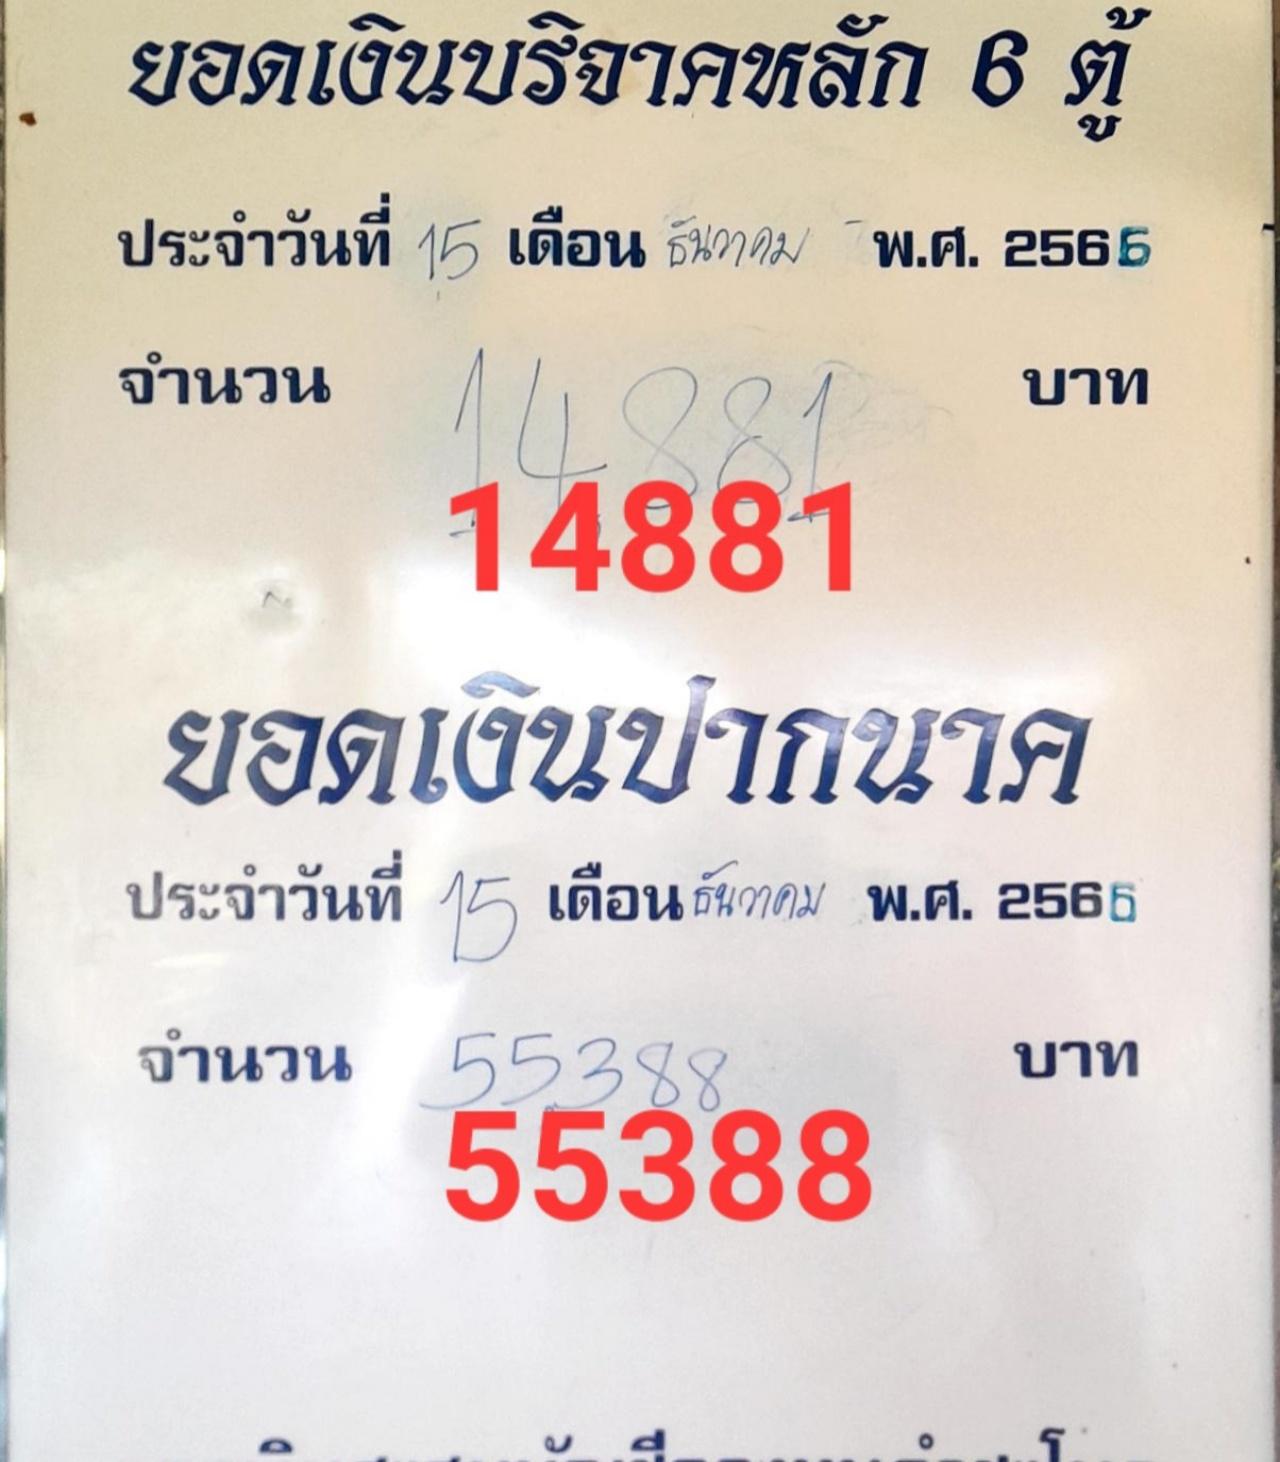 ยอดเงินบริจาคหลัก 6 ตู้
ประจำวันที่ 15 เดือน ธันวาคม พ.ศ. 2566
จำนวน 14,881 บาท
14881
ยอดเงินปากนาค
ประจำวันที่ 15 เดือน ธันวาคม พ.ศ. 2566
จำนวน 55388 บาท
55388